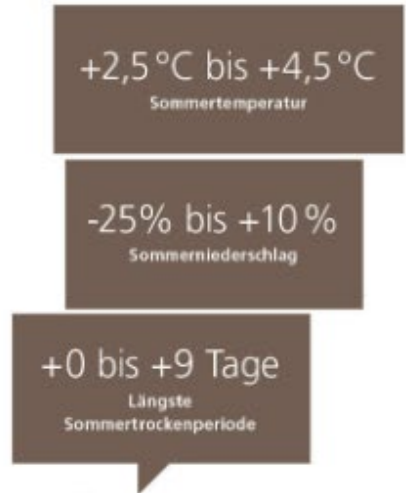 +2,5 °C bis +4,5 °C
Sommertemperatur
-25% bis +10 %
Sommerniederschlag
+0 bis +9 Tage
Längste
Sommertrockenperiode